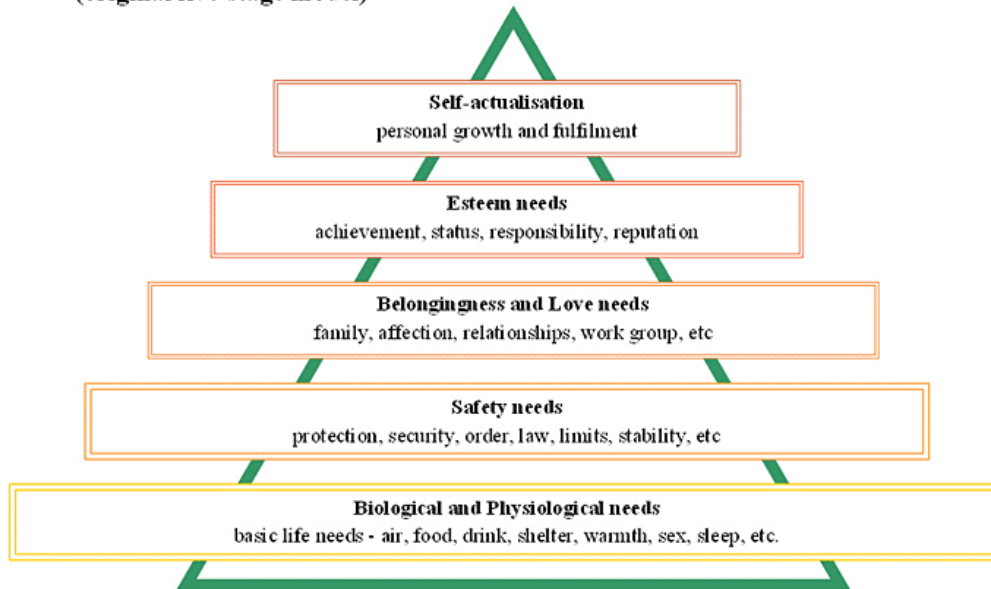 Self-actualisation
personal growth and fulfilment
Esteem needs
achievement, status, responsibility, reputation
Belongingness and Love needs
family, affection, relationships, work group, etc
Safety needs
protection, security, order, law, limits, stability, etc
Biological and Physiological needs
basic life needs - air, food, drink, shelter, warmth, sex, sleep, etc.